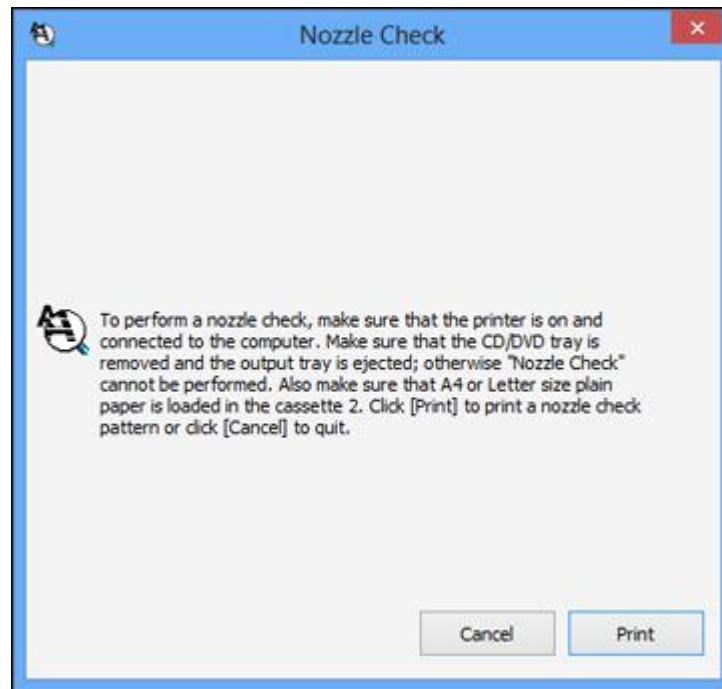 Nozzle Check
To perform a nozzle check, make sure that the printer is on and
connected to the computer. Make sure that the CD/DVD tray is
removed and the output tray is ejected; otherwise "Nozzle Check"
cannot be performed. Also make sure that A4 or Letter size plain
paper is loaded in the cassette 2. Click [Print] to print a nozzle check
pattern or click [Cancel] to quit.
Cancel Print